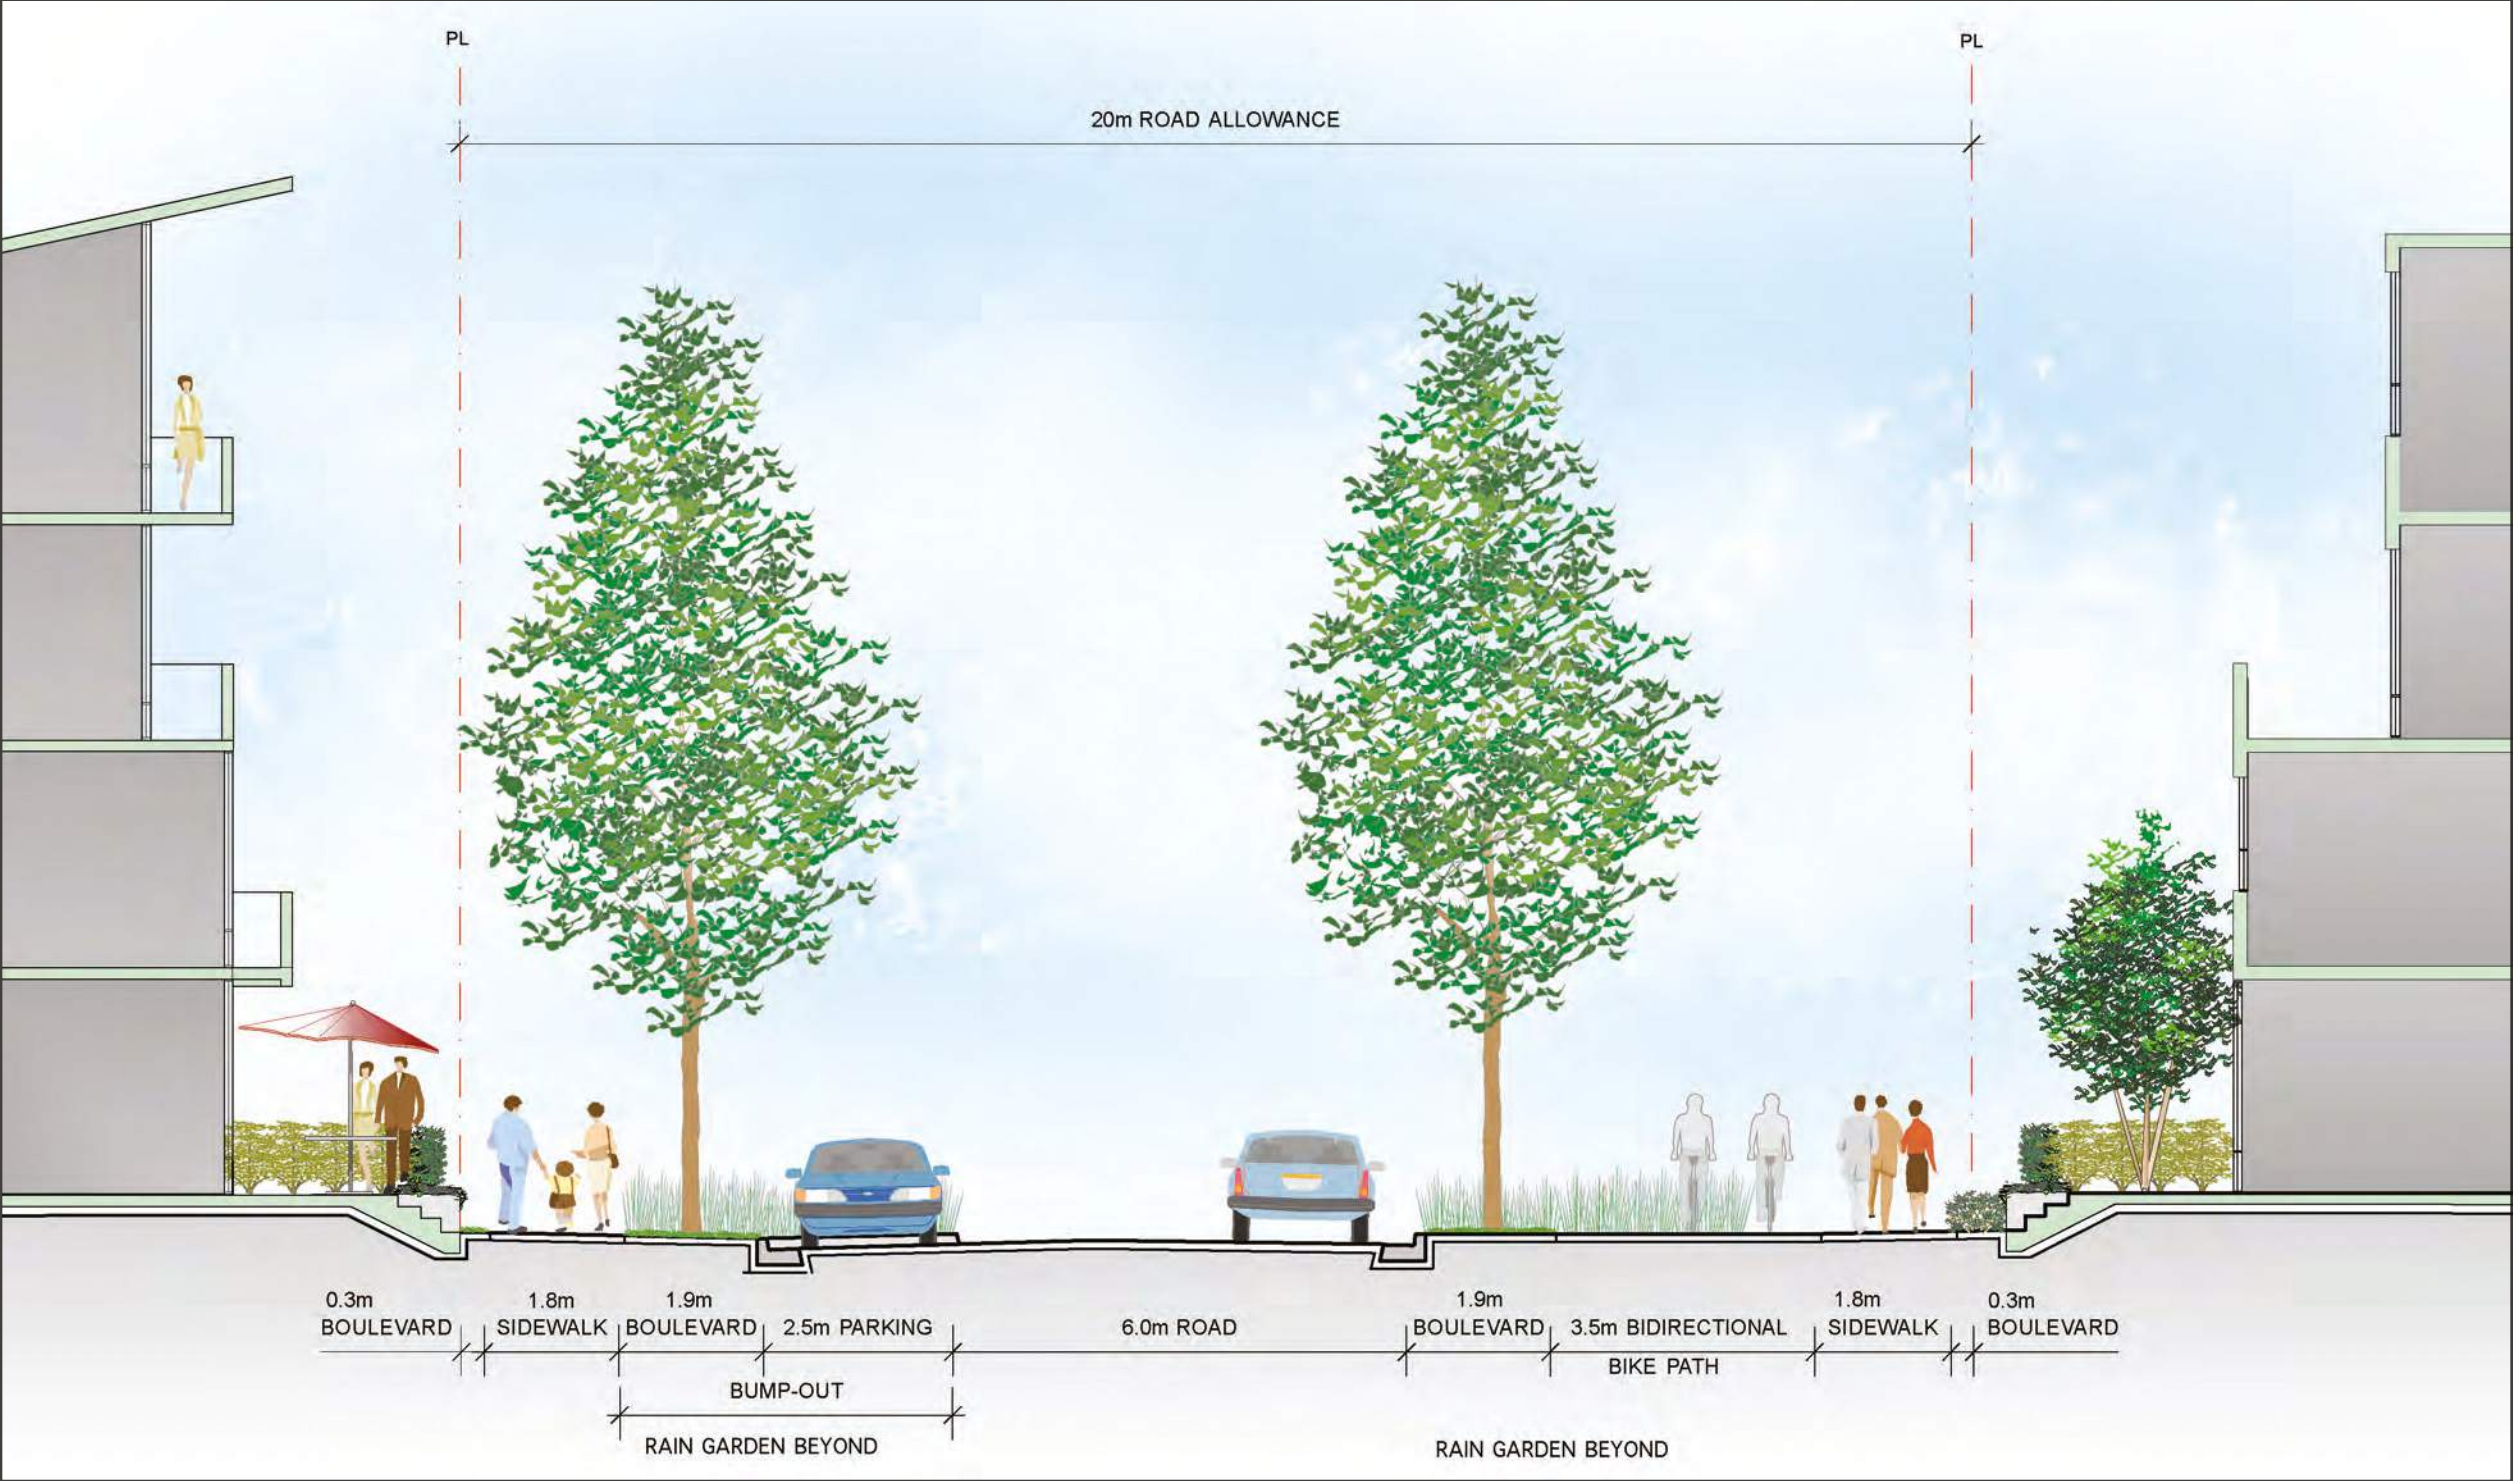 PL
PL
20m ROAD ALLOWANCE
0.3m
BOULEVARD
1.8m
SIDEWALK
1.9m
BOULEVARD
2.5m PARKING
6.0m ROAD
1.9m
BOULEVARD
3.5m BIDIRECTIONAL
BIKE PATH
1.8m
SIDEWALK
0.3m
BOULEVARD
BUMP-OUT
RAIN GARDEN BEYOND
RAIN GARDEN BEYOND